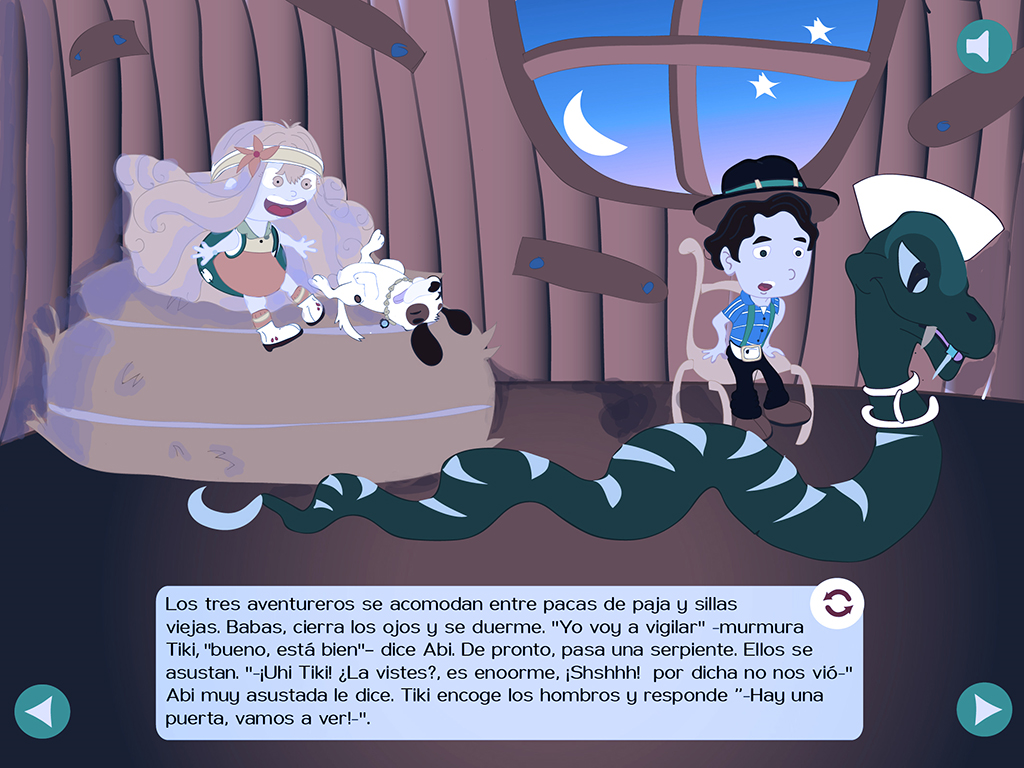 Los tres aventureros se acomodan entre pacas de paja y sillas
viejas. Babas, cierra los ojos y se duerme. "Yo voy a vigilar" -murmura
Tiki, "bueno, está bien"– dice Abi. De pronto, pasa una serpiente. Ellos se
asustan. "-¡Uhi Tiki! ¿La vistes?, es enoorme, ¡Shshhh!  por dicha no nos vió-"
Abi muy asustada le dice. Tiki encoge los hombros y responde "-Hay una
puerta, vamos a ver!-".